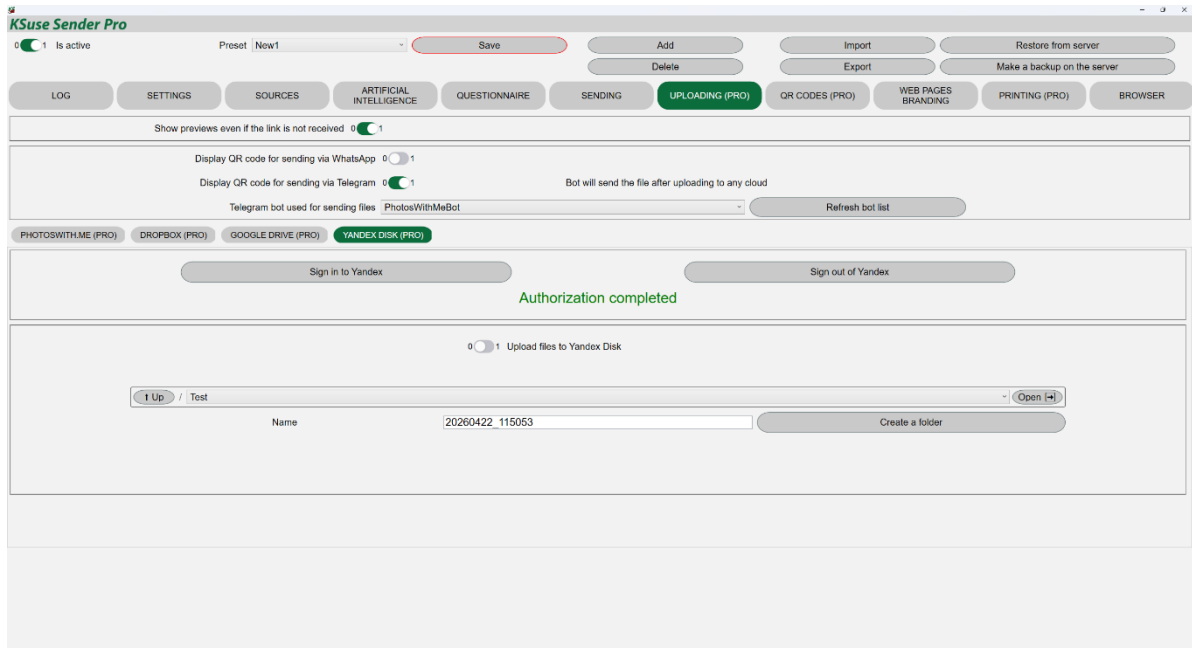 KSuse Sender Pro
0 1 Is active Preset New1 Save Add Import Restore from server
Delete Export Make a backup on the server
LOG SETTINGS SOURCES ARTIFICIAL INTELLIGENCE QUESTIONNAIRE SENDING UPLOADING (PRO) QR CODES (PRO) WEB PAGES BRANDING PRINTING (PRO) BROWSER
Show previews even if the link is not received 0 1
Display QR code for sending via WhatsApp 0 1
Display QR code for sending via Telegram 0 1 Bot will send the file after uploading to any cloud
Telegram bot used for sending files PhotosWithMeBot Refresh bot list
PHOTOSWITH.ME (PRO) DROPBOX (PRO) GOOGLE DRIVE (PRO) YANDEX DISK (PRO)
Sign in to Yandex Sign out of Yandex
Authorization completed
0 1 Upload files to Yandex Disk
⬆ Up / Test Open [➜]
Name 20260422_115053 Create a folder